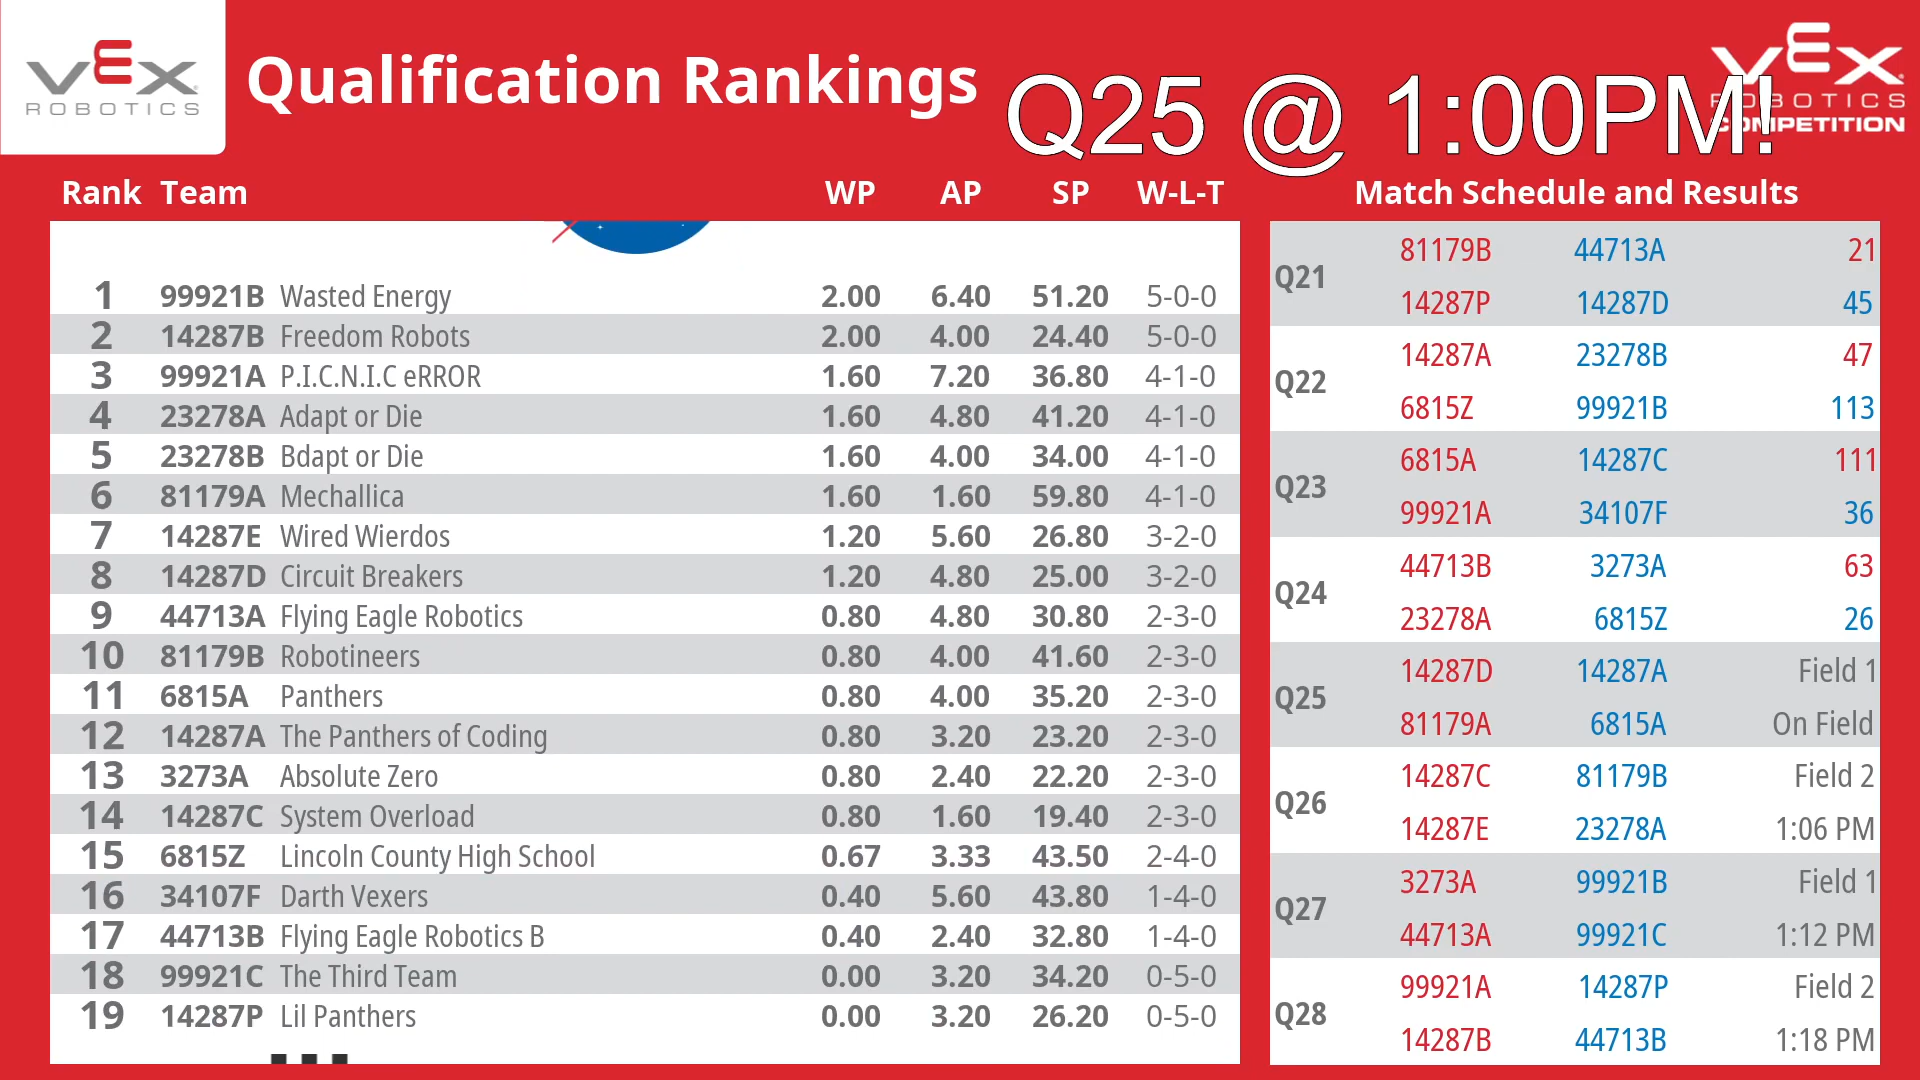 VEX
ROBOTICS
Qualification Rankings
Q25 @ 1:00PM!
VEX
ROBOTICS
COMPETITION
Rank Team WP AP SP W-L-T
1 99921B Wasted Energy 2.00 6.40 51.20 5-0-0
2 14287B Freedom Robots 2.00 4.00 24.40 5-0-0
3 99921A P.I.C.N.I.C eRROR 1.60 7.20 36.80 4-1-0
4 23278A Adapt or Die 1.60 4.80 41.20 4-1-0
5 23278B Bdapt or Die 1.60 4.00 34.00 4-1-0
6 81179A Mechallica 1.60 1.60 59.80 4-1-0
7 14287E Wired Wierdos 1.20 5.60 26.80 3-2-0
8 14287D Circuit Breakers 1.20 4.80 25.00 3-2-0
9 44713A Flying Eagle Robotics 0.80 4.80 30.80 2-3-0
10 81179B Robotineers 0.80 4.00 41.60 2-3-0
11 6815A Panthers 0.80 4.00 35.20 2-3-0
12 14287A The Panthers of Coding 0.80 3.20 23.20 2-3-0
13 3273A Absolute Zero 0.80 2.40 22.20 2-3-0
14 14287C System Overload 0.80 1.60 19.40 2-3-0
15 6815Z Lincoln County High School 0.67 3.33 43.50 2-4-0
16 34107F Darth Vexers 0.40 5.60 43.80 1-4-0
17 44713B Flying Eagle Robotics B 0.40 2.40 32.80 1-4-0
18 99921C The Third Team 0.00 3.20 34.20 0-5-0
19 14287P Lil Panthers 0.00 3.20 26.20 0-5-0
Match Schedule and Results
Q21
81179B 44713A 21
14287P 14287D 45
Q22
14287A 23278B 47
6815Z 99921B 113
Q23
6815A 14287C 111
99921A 34107F 36
Q24
44713B 3273A 63
23278A 6815Z 26
Q25
14287D 14287A Field 1
81179A 6815A On Field
Q26
14287C 81179B Field 2
14287E 23278A 1:06 PM
Q27
3273A 99921B Field 1
44713A 99921C 1:12 PM
Q28
99921A 14287P Field 2
14287B 44713B 1:18 PM